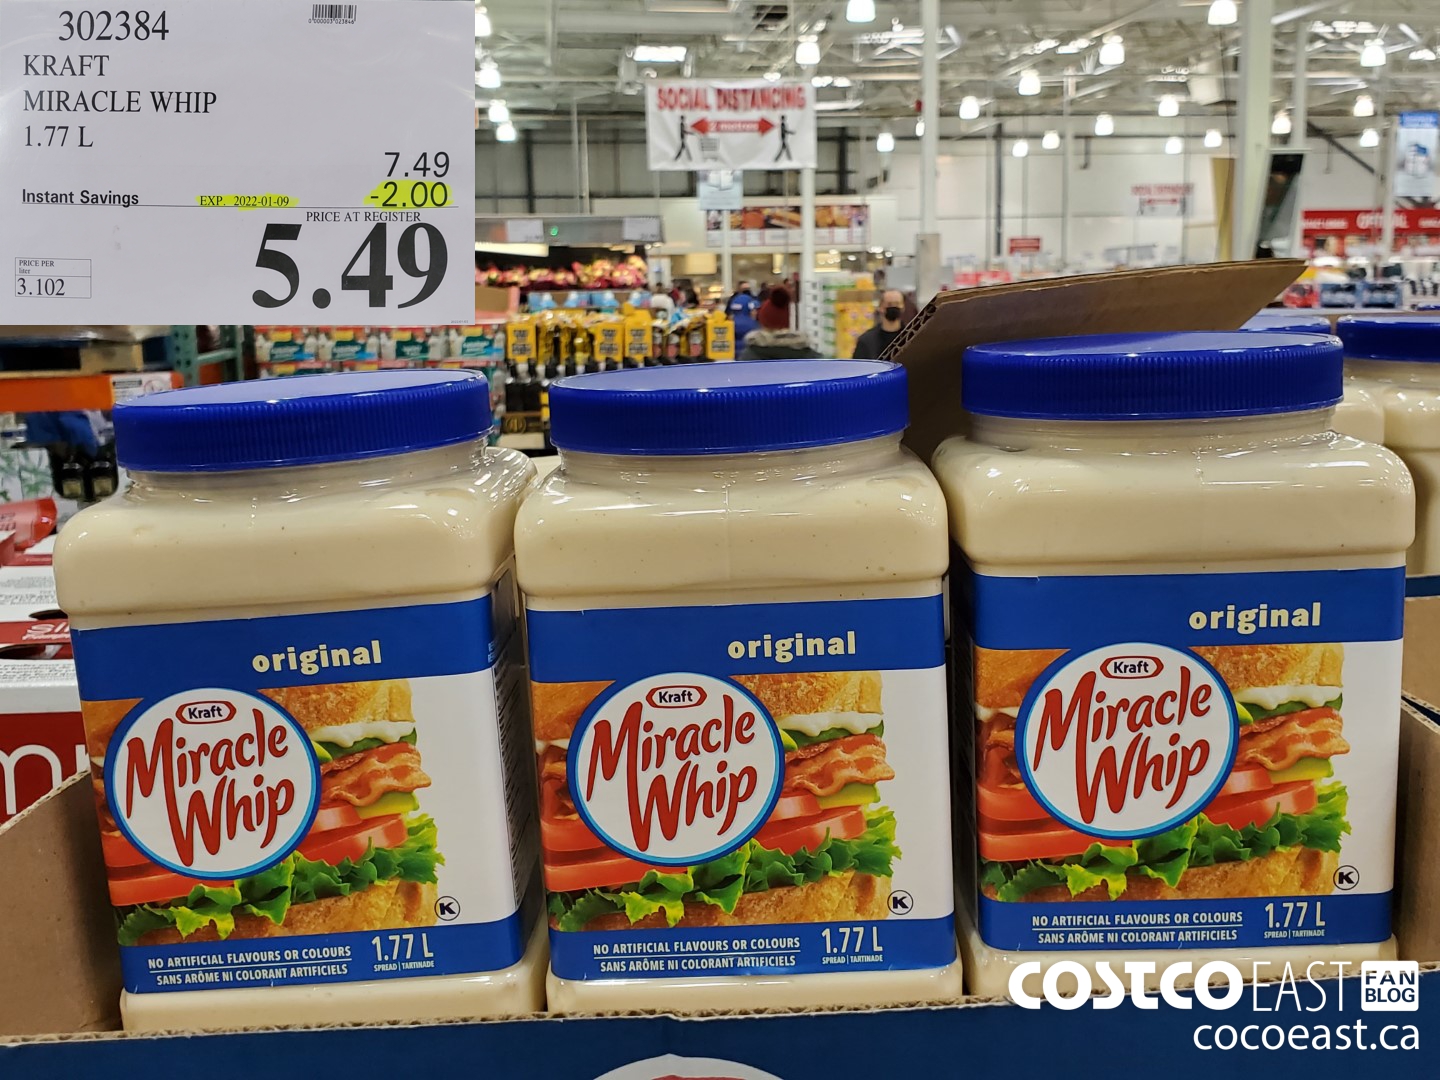 302384
KRAFT
MIRACLE WHIP
1.77 L
7.49
Instant Savings EXP. 2022-01-09 -2.00
PRICE AT REGISTER
5.49
PRICE PER
liter
3.102
SOCIAL DISTANCING
2 metres
original
Kraft
Miracle
Whip
K
NO ARTIFICIAL FLAVOURS OR COLOURS
SANS ARÔME NI COLORANT ARTIFICIELS
1.77 L
SPREAD | TARTINADE
original
Kraft
Miracle
Whip
K
NO ARTIFICIAL FLAVOURS OR COLOURS
SANS ARÔME NI COLORANT ARTIFICIELS
1.77 L
SPREAD | TARTINADE
original
Kraft
Miracle
Whip
K
NO ARTIFICIAL FLAVOURS OR COLOURS
SANS ARÔME NI COLORANT ARTIFICIELS
1.77 L
SPREAD | TARTINADE
COSTCO EAST FAN BLOG
cocoeast.ca